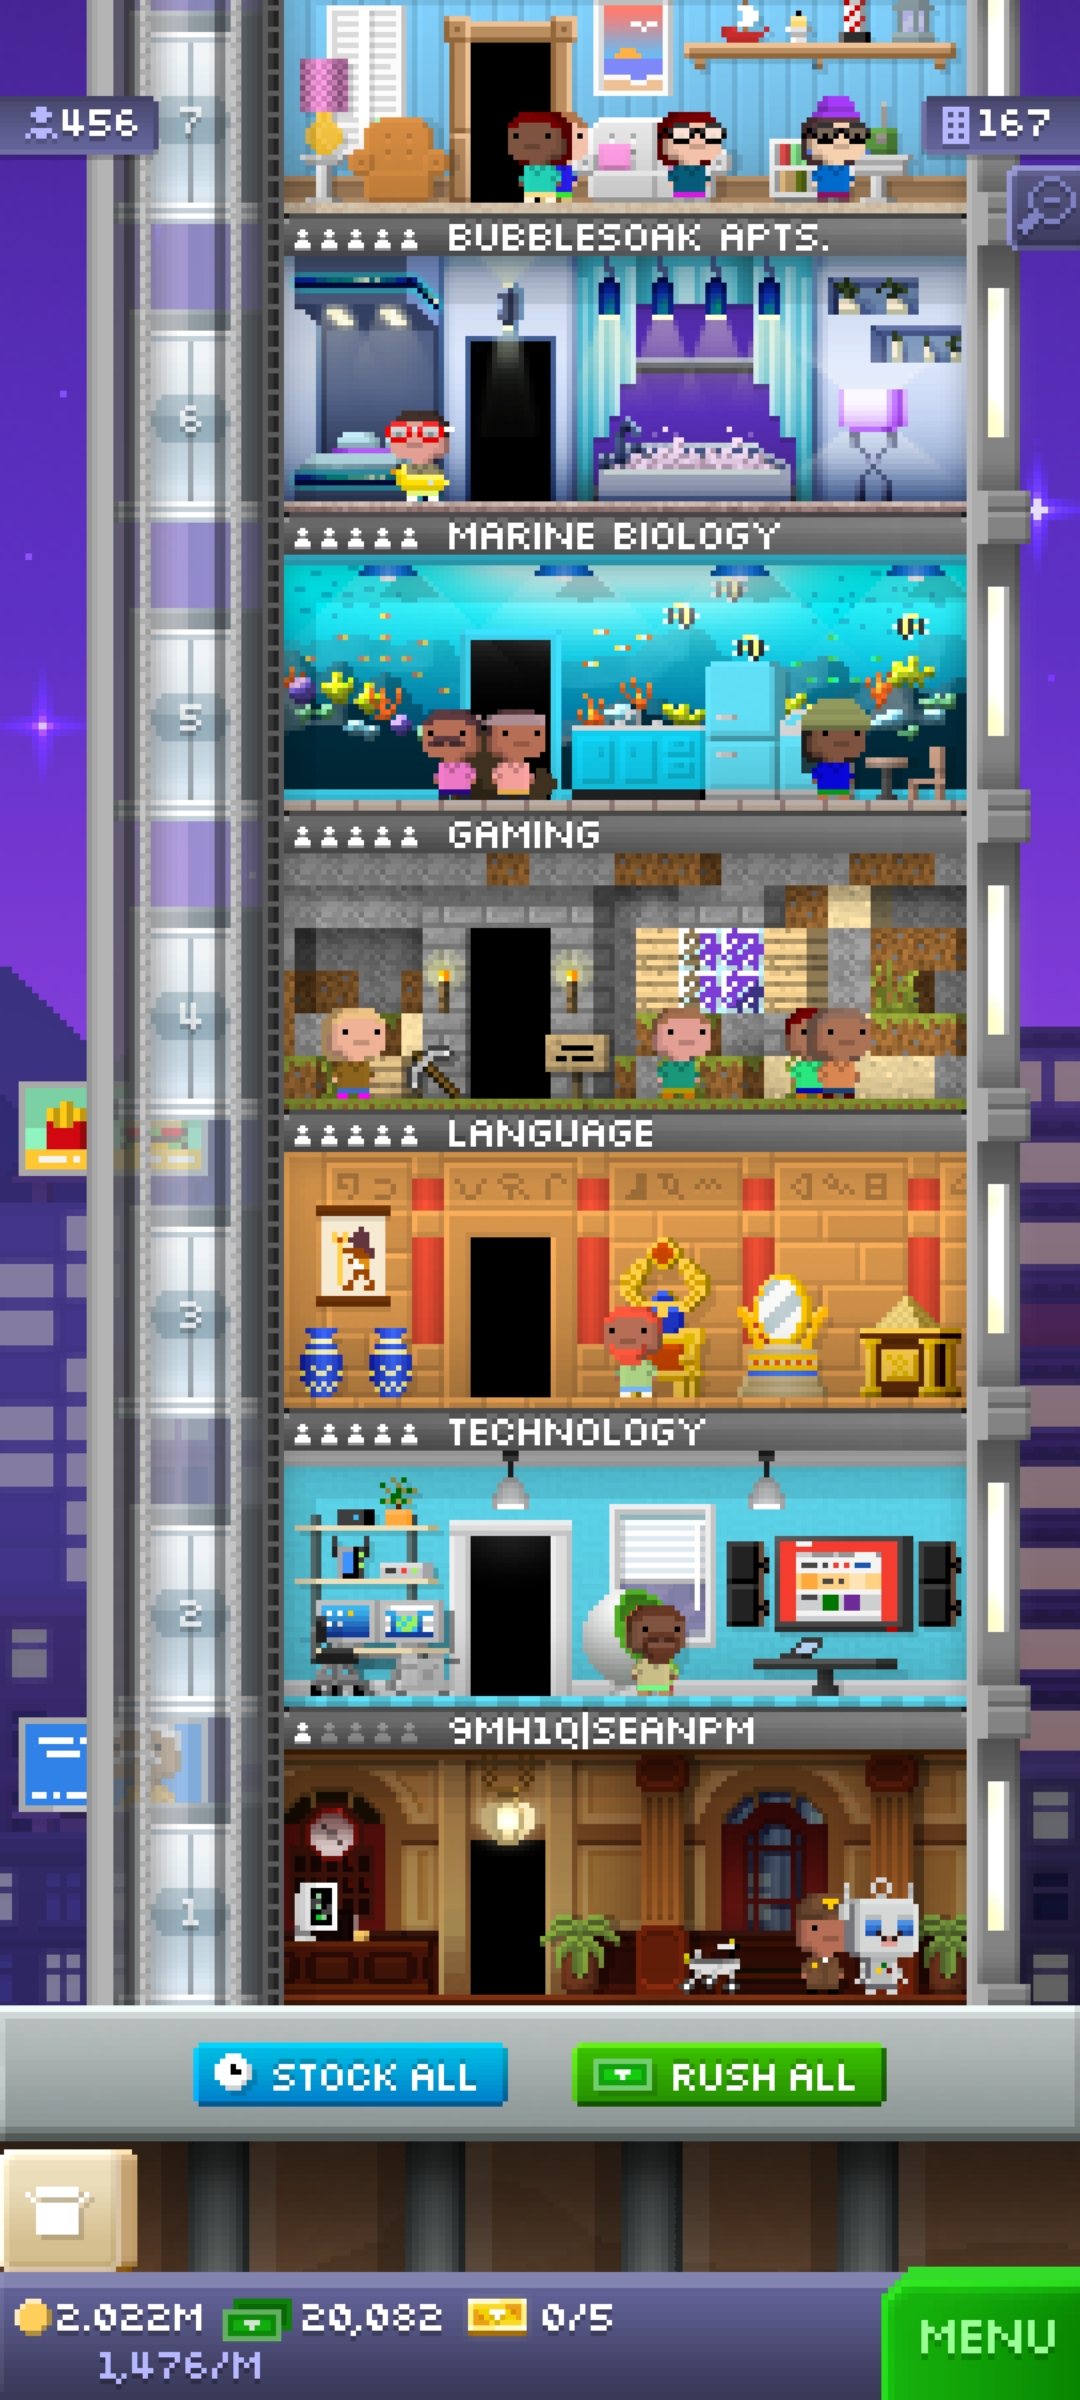 7
456
167
BUBBLESOAK APTS.
6
MARINE BIOLOGY
5
GAMING
4
LANGUAGE
3
TECHNOLOGY
2
9MH1Q|SEANPM
1
STOCK ALL
RUSH ALL
2.022M
20,082
0/5
1,476/M
MENU